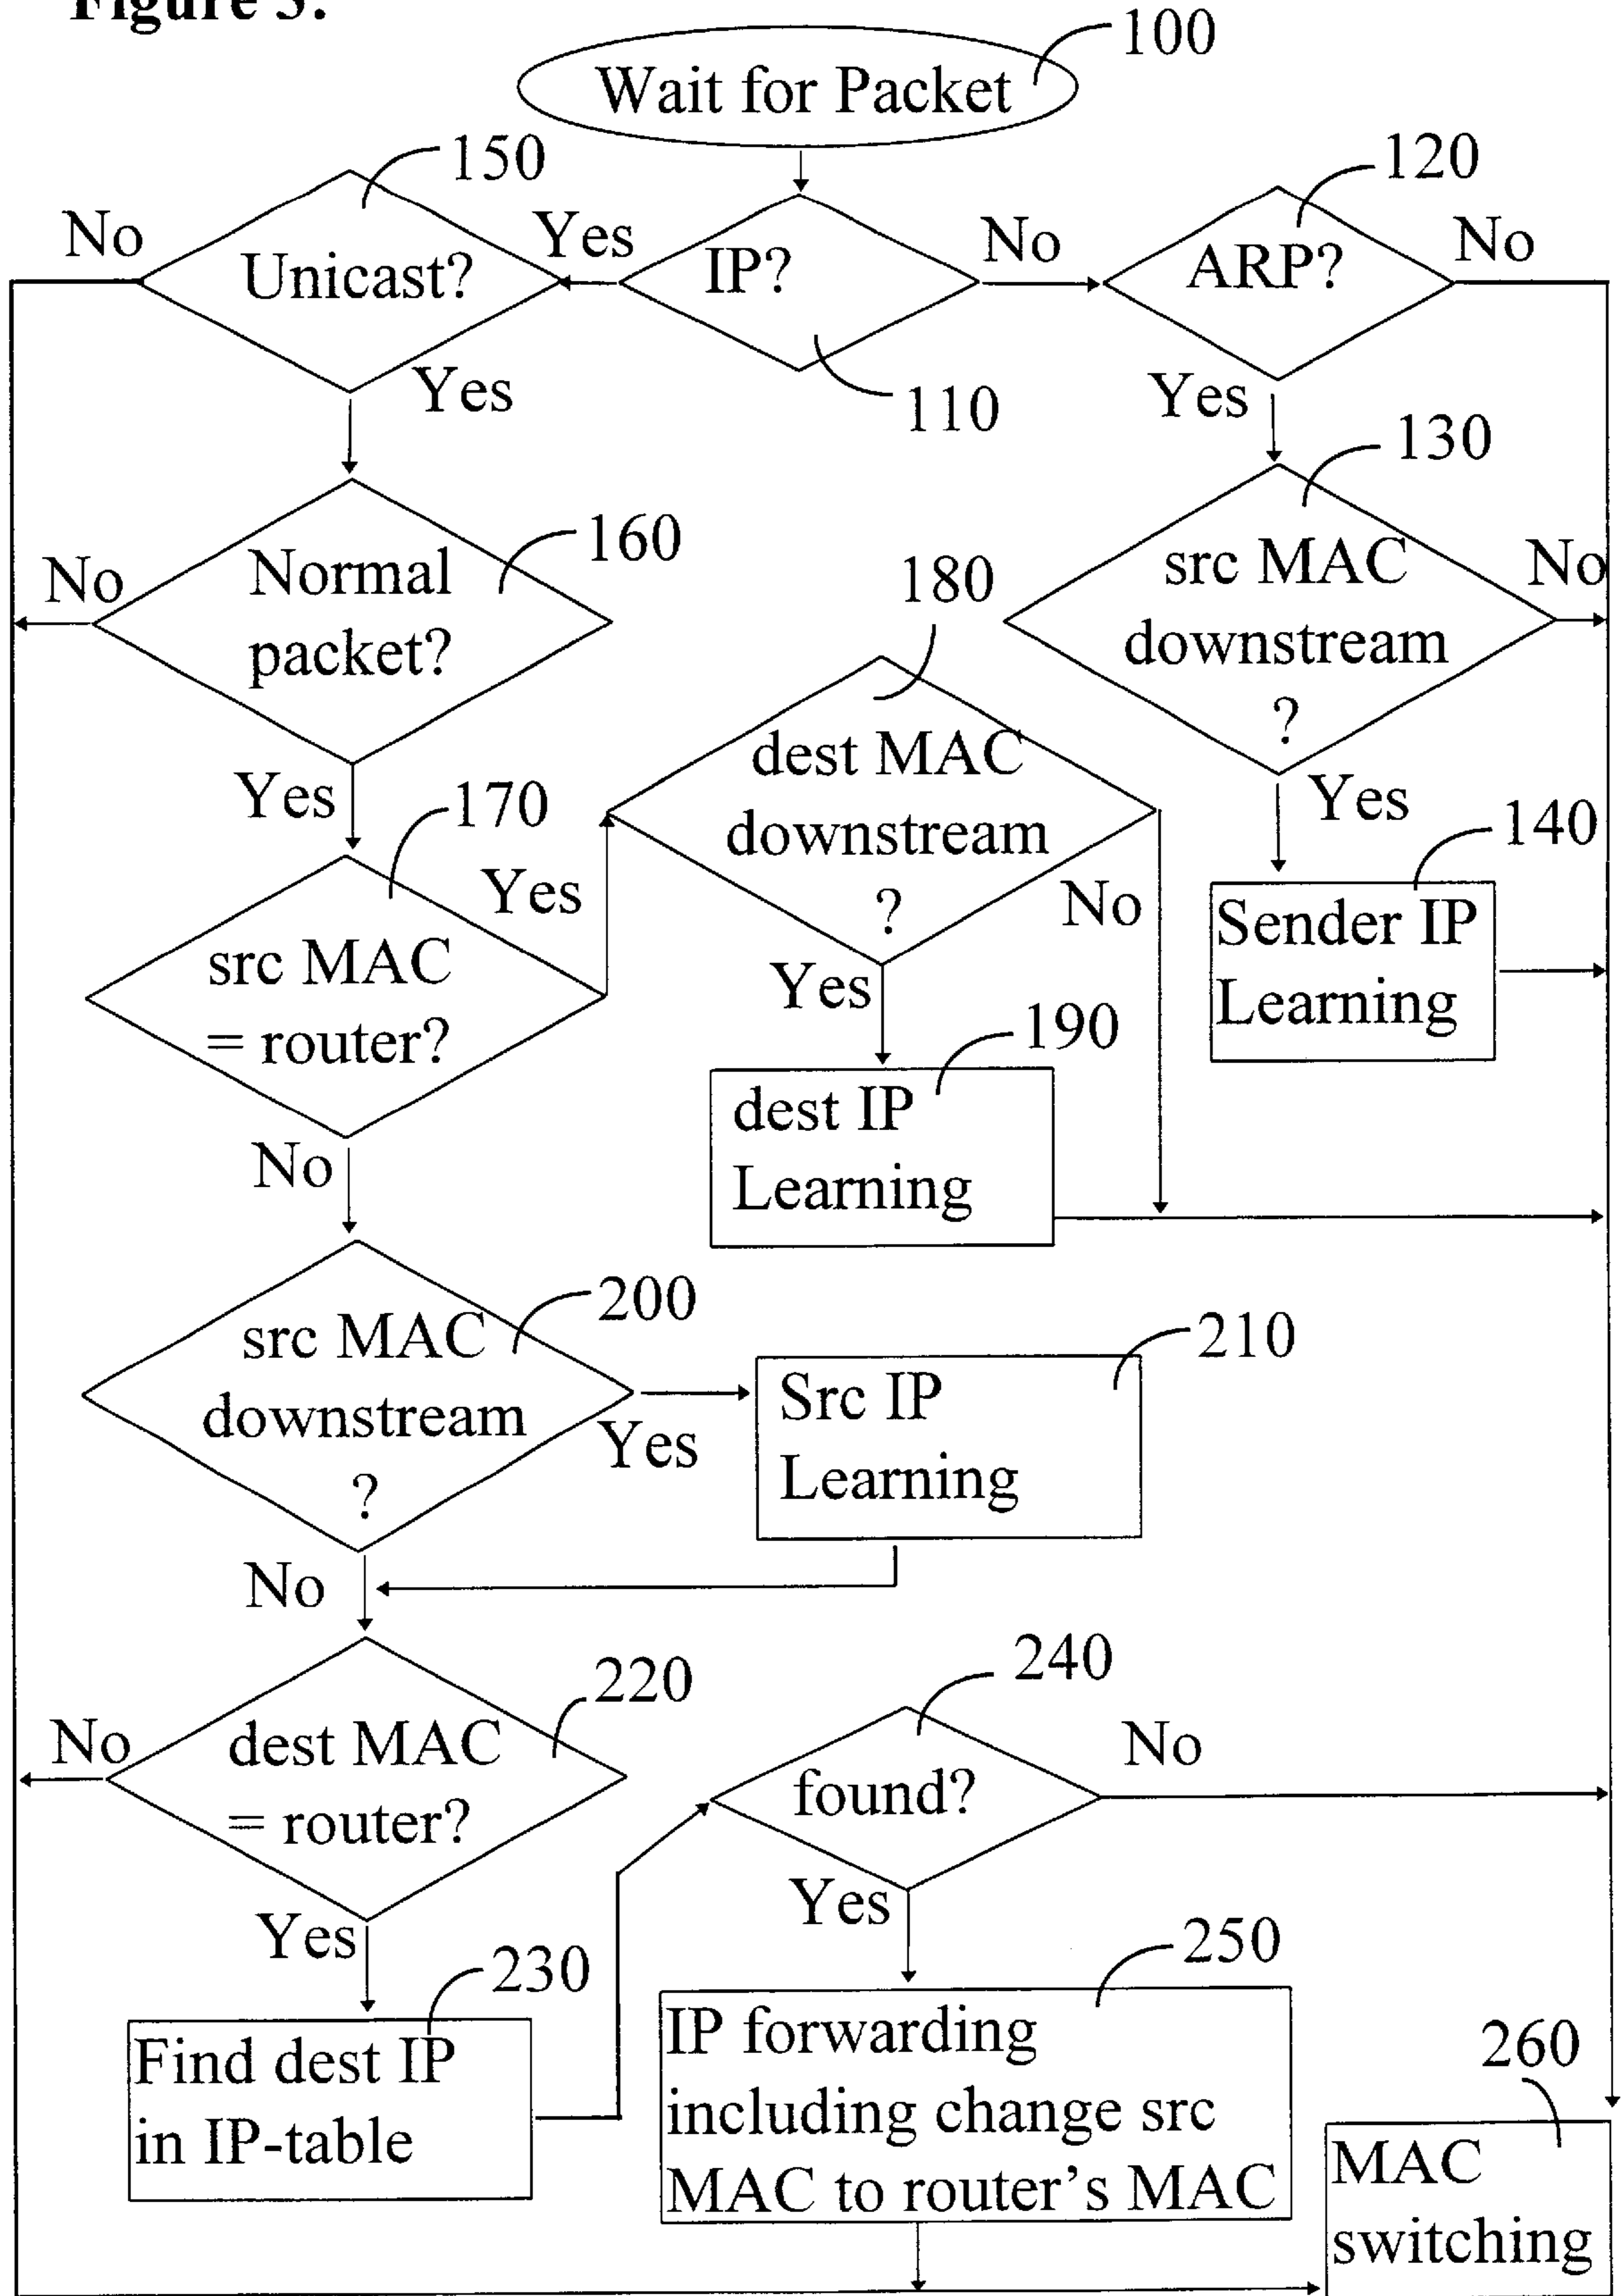 Figure 3.
100
Wait for Packet
150
120
No
Unicast?
Yes
IP?
No
ARP?
No
Yes
110
Yes
130
160
No
Normal
packet?
180
src MAC
downstream
?
No
Yes
170
Yes
dest MAC
downstream
?
No
Yes
140
Sender IP
Learning
src MAC
= router?
Yes
190
dest IP
Learning
No
200
src MAC
downstream
?
Yes
210
Src IP
Learning
No
220
240
No
dest MAC
= router?
found?
No
Yes
Yes
230
250
Find dest IP
in IP-table
IP forwarding
including change src
MAC to router's MAC
260
MAC
switching